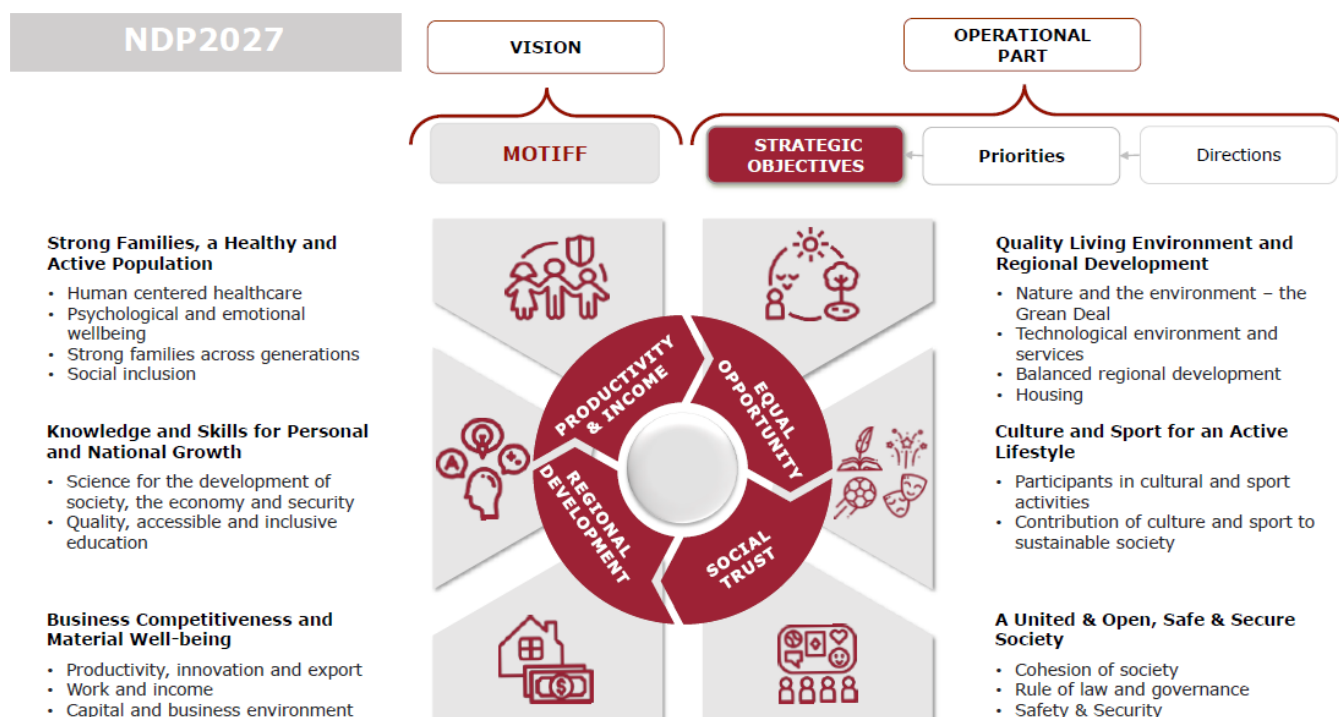 NDP2027
VISION
OPERATIONAL
PART
MOTIFF
STRATEGIC
OBJECTIVES
Priorities
Directions
Strong Families, a Healthy and
Active Population
• Human centered healthcare
• Psychological and emotional
wellbeing
• Strong families across generations
• Social inclusion
Knowledge and Skills for Personal
and National Growth
• Science for the development of
society, the economy and security
• Quality, accessible and inclusive
education
Business Competitiveness and
Material Well-being
• Productivity, innovation and export
• Work and income
• Capital and business environment
PRODUCTIVITY
& INCOME
EQUAL
OPPORTUNITY
REGIONAL
DEVELOPMENT
SOCIAL
TRUST
A
$
Quality Living Environment and
Regional Development
• Nature and the environment – the
Grean Deal
• Technological environment and
services
• Balanced regional development
• Housing
Culture and Sport for an Active
Lifestyle
• Participants in cultural and sport
activities
• Contribution of culture and sport to
sustainable society
A United & Open, Safe & Secure
Society
• Cohesion of society
• Rule of law and governance
• Safety & Security